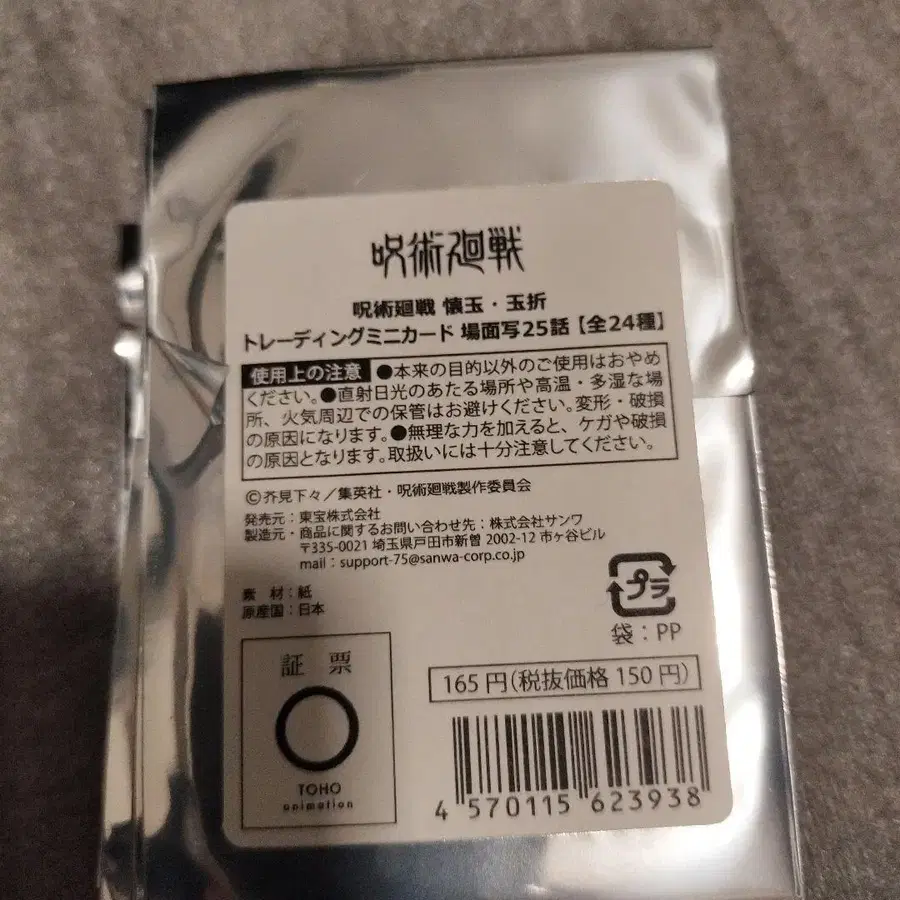 呪術廻戦
呪術廻戦 懐玉・玉折
トレーディングミニカード 場面写25話【全24種】
使用上の注意 ●本来の目的以外のご使用はおやめ
ください。●直射日光のあたる場所や高温・多湿な場
所、火気周辺での保管はお避けください。変形・破損
の原因になります。●無理な力を加えると、ケガや破損
の原因となります。取扱いには十分注意してください。
©芥見下々／集英社・呪術廻戦製作委員会
発売元：東宝株式会社
製造元・商品に関するお問い合わせ先：株式会社サンワ
〒335-0021 埼玉県戸田市新曽 2002-12 市ヶ谷ビル
mail：support-75@sanwa-corp.co.jp
素　材：紙
原産国：日本
プラ
袋：PP
証 票
TOHO
animation
165円（税抜価格150円）
4 570115 623938